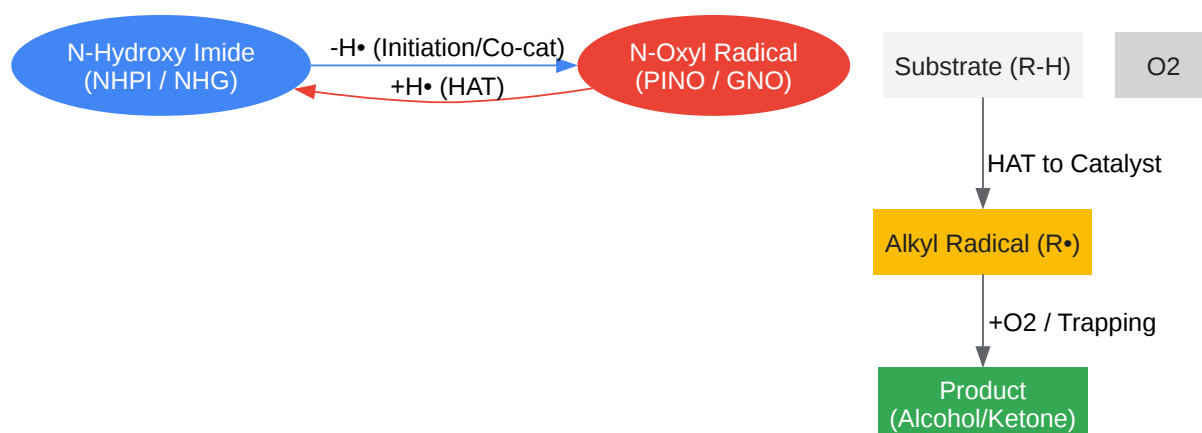 N-Hydroxy Imide
(NHPI / NHG)
-H• (Initiation/Co-cat)
+H• (HAT)
N-Oxyl Radical
(PINO / GNO)
Substrate (R-H)
O2
HAT to Catalyst
Alkyl Radical (R•)
+O2 / Trapping
Product
(Alcohol/Ketone)